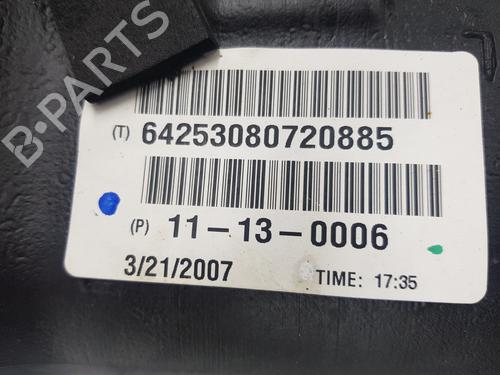 B-PARTS
(T) 64253080720885
(P) 11-13-0006
3/21/2007 TIME: 17:35